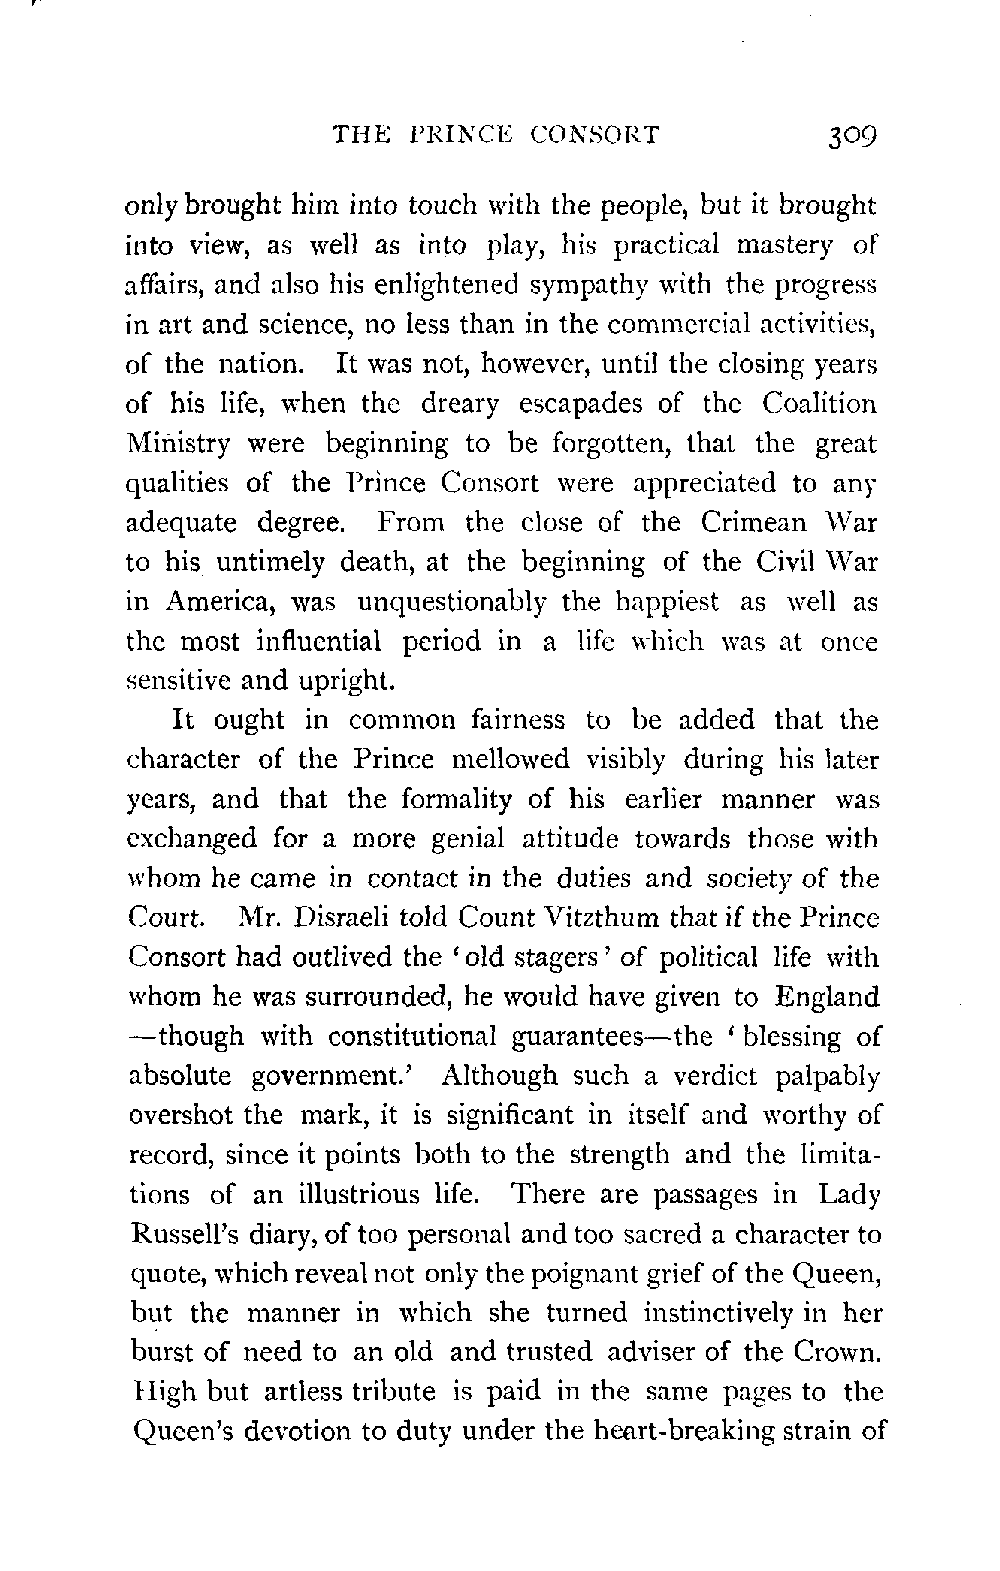 THE PRINCE CONSORT 309
only brought him into touch with the people, but it brought
into view, as well as into play, his practical mastery of
affairs, and also his enlightened sympathy with the progress
in art and science, no less than in the commercial activities,
of the nation. It was not, however, until the closing years
of his life, when the dreary escapades of the Coalition
Ministry were beginning to be forgotten, that the great
qualities of the Prince Consort were appreciated to any
adequate degree. From the close of the Crimean War
to his untimely death, at the beginning of the Civil War
in America, was unquestionably the happiest as well as
the most influential period in a life which was at once
sensitive and upright.
It ought in common fairness to be added that the
character of the Prince mellowed visibly during his later
years, and that the formality of his earlier manner was
exchanged for a more genial attitude towards those with
whom he came in contact in the duties and society of the
Court. Mr. Disraeli told Count Vitzthum that if the Prince
Consort had outlived the ‘old stagers’ of political life with
whom he was surrounded, he would have given to England
—though with constitutional guarantees—the ‘blessing of
absolute government.’ Although such a verdict palpably
overshot the mark, it is significant in itself and worthy of
record, since it points both to the strength and the limita-
tions of an illustrious life. There are passages in Lady
Russell’s diary, of too personal and too sacred a character to
quote, which reveal not only the poignant grief of the Queen,
but the manner in which she turned instinctively in her
burst of need to an old and trusted adviser of the Crown.
High but artless tribute is paid in the same pages to the
Queen’s devotion to duty under the heart-breaking strain of